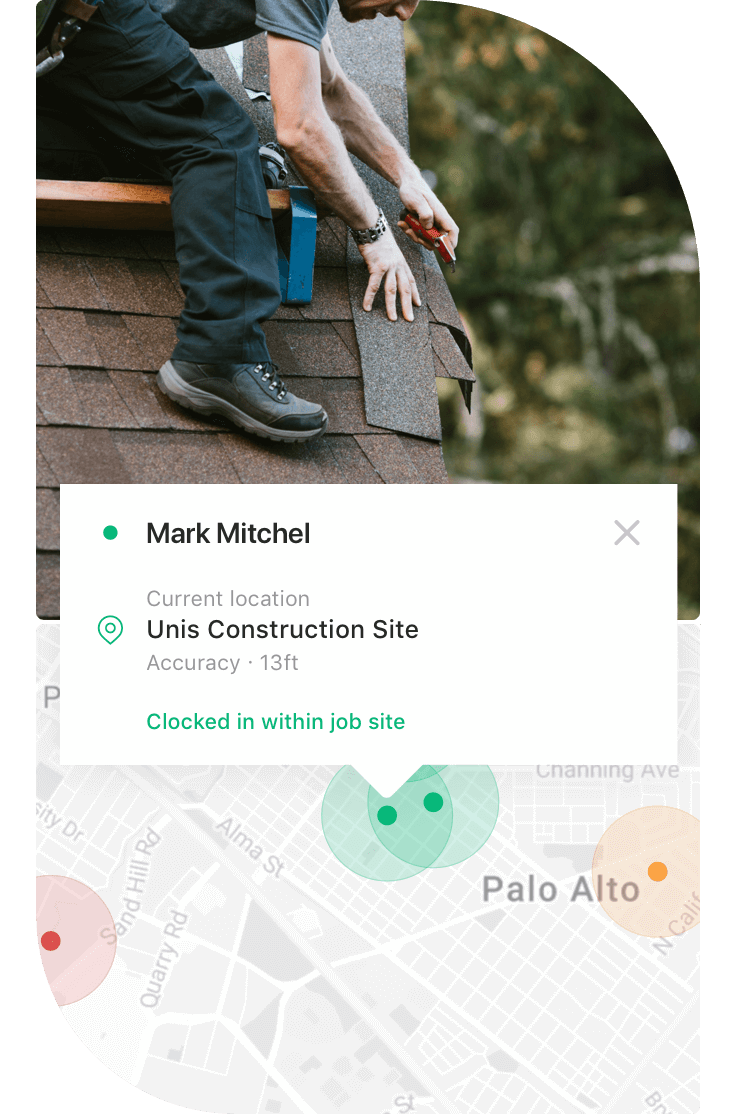 Mark Mitchel
Current location
Unis Construction Site
Accuracy · 13ft
Clocked in within job site
P
Channing Ave
sity Dr
Alma St
Sand Hill Rd
Palo Alto
Quarry Rd
N Calif
St